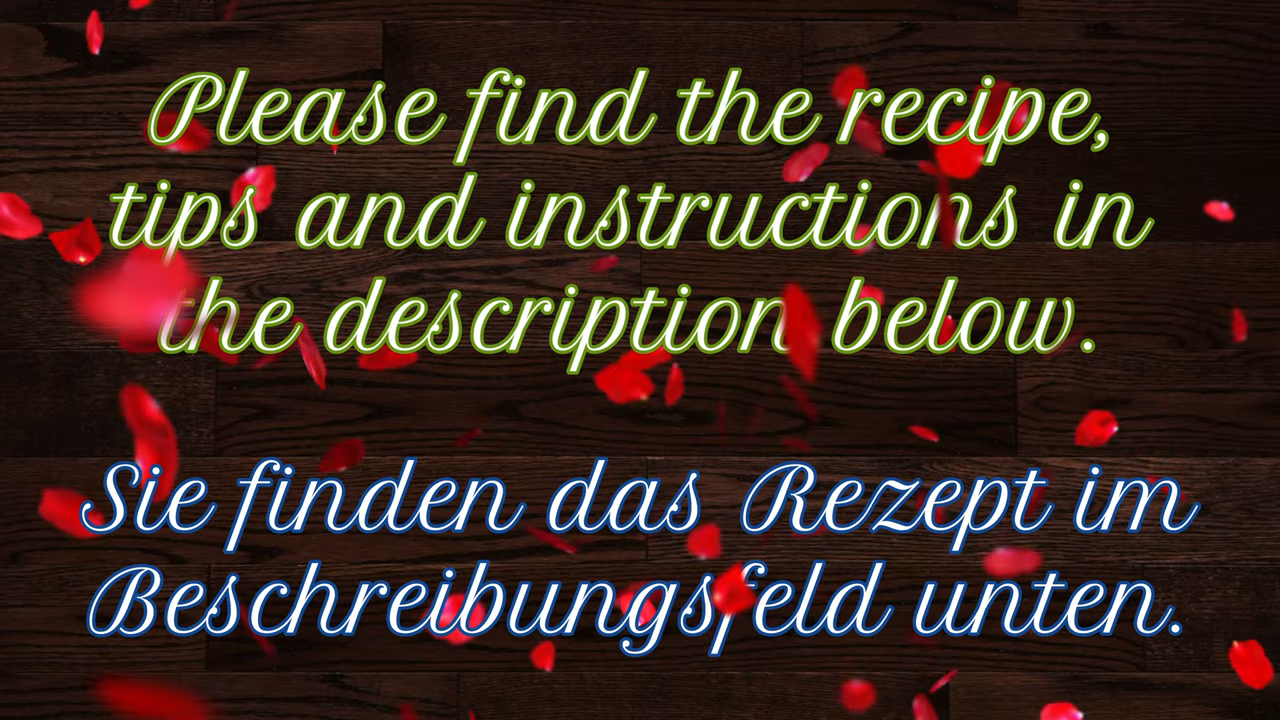 Please find the recipe,
tips and instructions in
the description below.
Sie finden das Rezept im
Beschreibungsfeld unten.